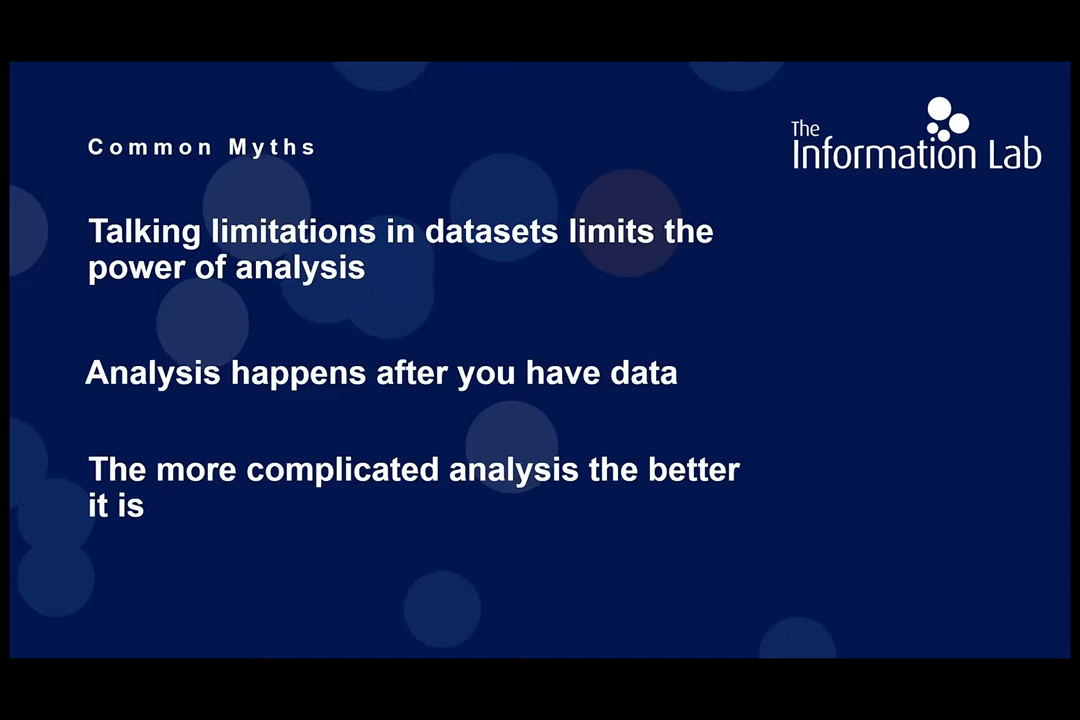 Common Myths
The
Information Lab
Talking limitations in datasets limits the
power of analysis
Analysis happens after you have data
The more complicated analysis the better
it is